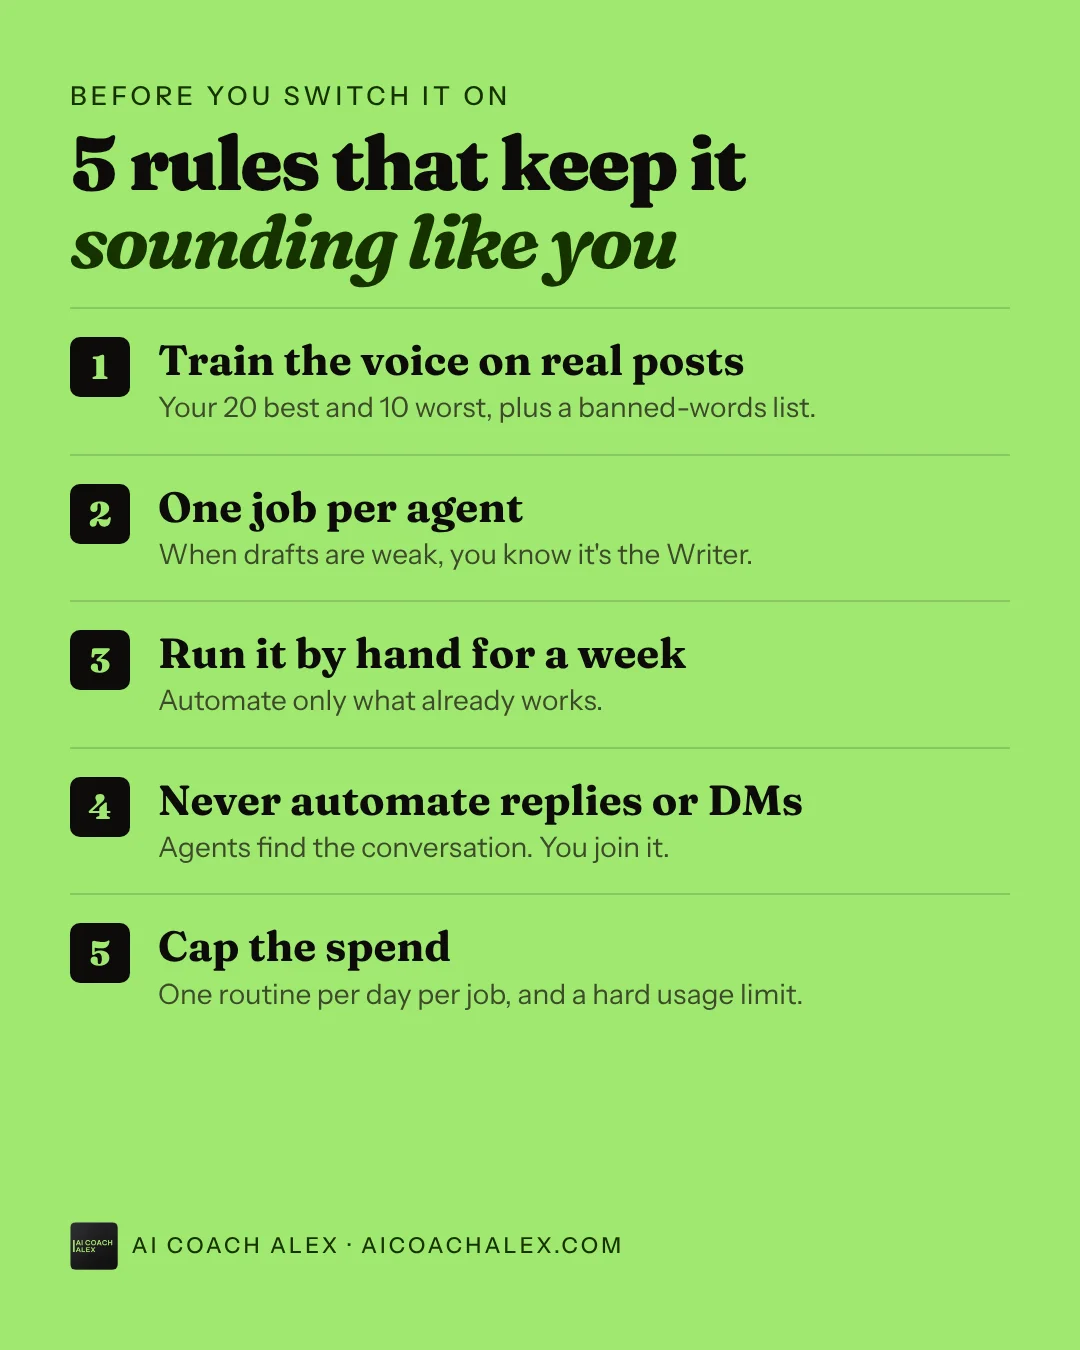 BEFORE YOU SWITCH IT ON
5 rules that keep it
sounding like you
1
Train the voice on real posts
Your 20 best and 10 worst, plus a banned-words list.
2
One job per agent
When drafts are weak, you know it's the Writer.
3
Run it by hand for a week
Automate only what already works.
4
Never automate replies or DMs
Agents find the conversation. You join it.
5
Cap the spend
One routine per day per job, and a hard usage limit.
AI COACH
ALEX
AI COACH ALEX · AICOACHALEX.COM